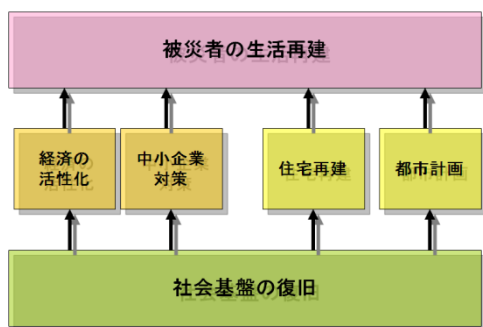 被災者の生活再建
経済の
活性化
中小企業
対策
住宅再建
都市計画
社会基盤の復旧